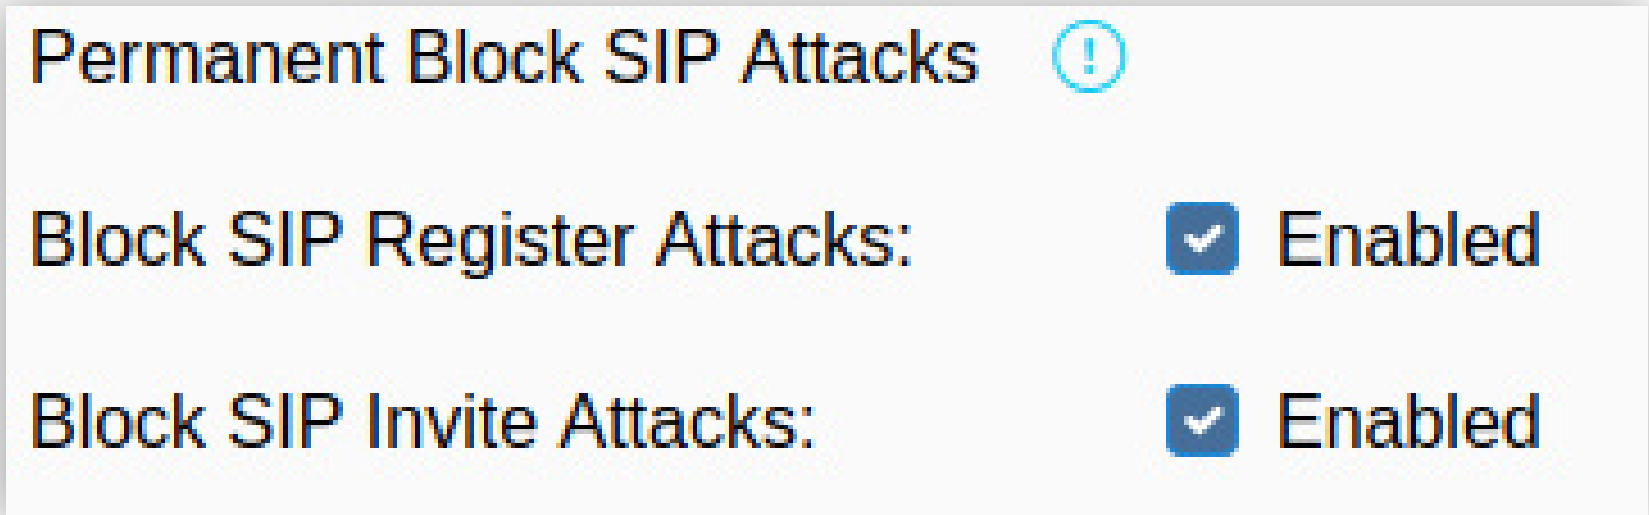 Permanent Block SIP Attacks
Block SIP Register Attacks: Enabled
Block SIP Invite Attacks: Enabled